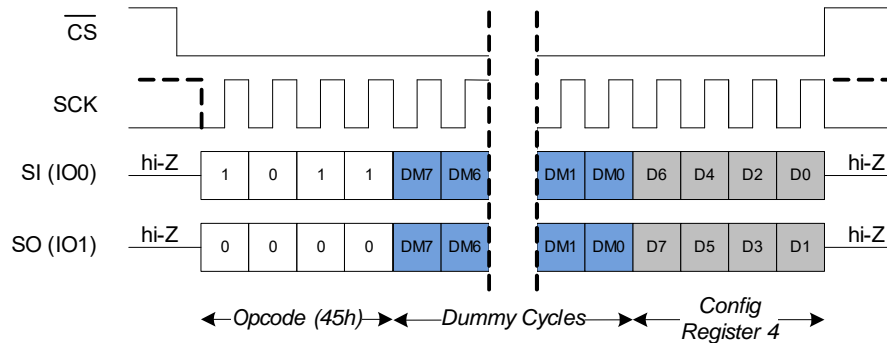 CS
SCK
SI (IO0) hi-Z 1 0 1 1 DM7 DM6 DM1 DM0 D6 D4 D2 D0 hi-Z
SO (IO1) hi-Z 0 0 0 0 DM7 DM6 DM1 DM0 D7 D5 D3 D1 hi-Z
Opcode (45h) Dummy Cycles Config
Register 4